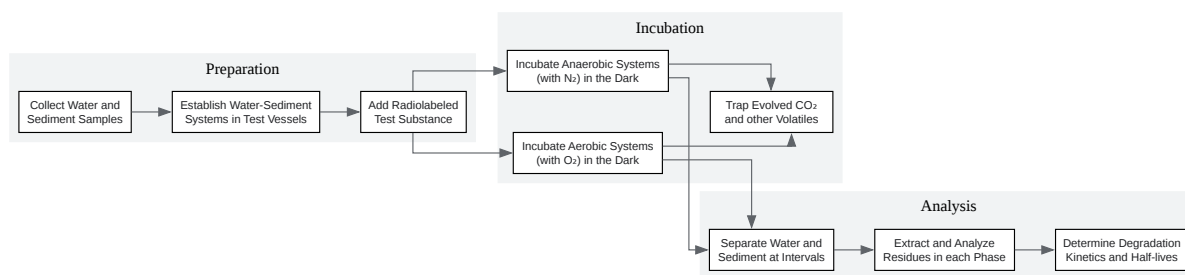 Preparation
Collect Water and
Sediment Samples
Establish Water-Sediment
Systems in Test Vessels
Add Radiolabeled
Test Substance
Incubation
Incubate Anaerobic Systems
(with N₂) in the Dark
Incubate Aerobic Systems
(with O₂) in the Dark
Trap Evolved CO₂
and other Volatiles
Analysis
Separate Water and
Sediment at Intervals
Extract and Analyze
Residues in each Phase
Determine Degradation
Kinetics and Half-lives